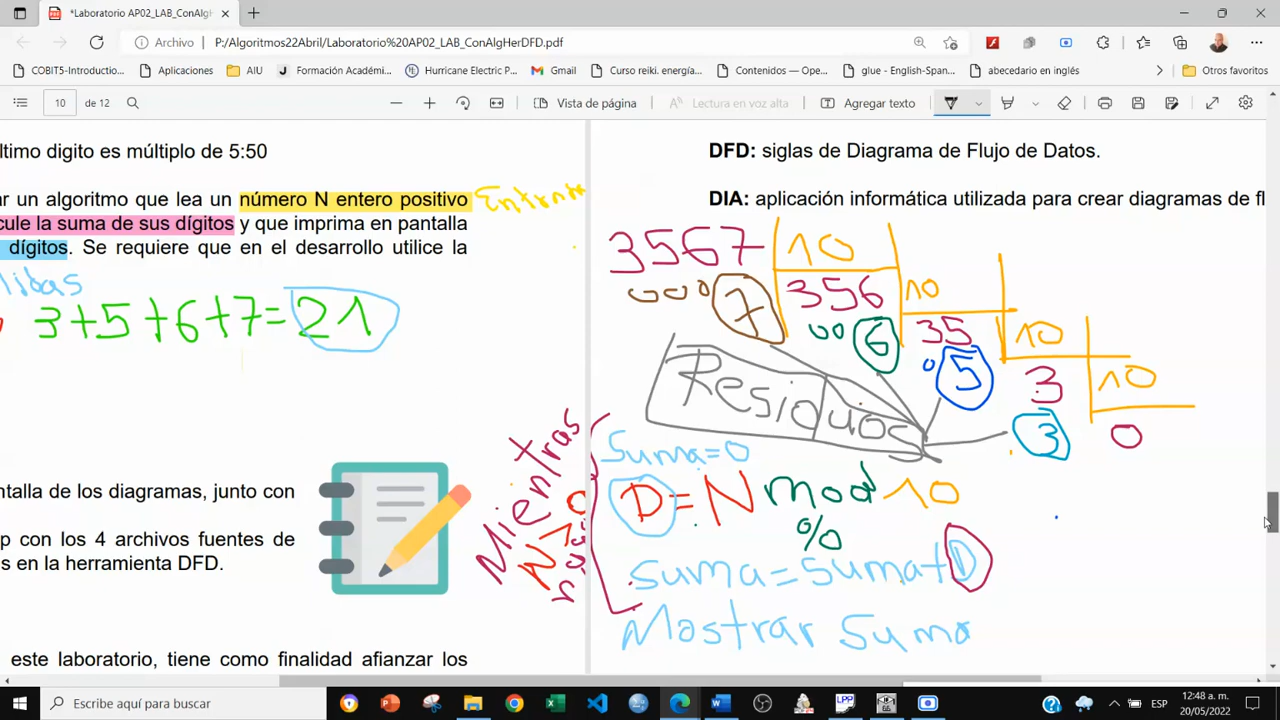 *Laboratorio AP02_LAB_ConAlgH
Archivo
P:/Algoritmos22Abril/Laboratorio%20AP02_LAB_ConAlgHerDFD.pdf
COBIT5-Introductio...
Aplicaciones
AIU
Formación Académi...
Hurricane Electric P...
Gmail
Curso reiki. energía...
Contenidos — Ope...
glue - English-Span...
abecedario en inglés
Otros favoritos
10
de 12
Vista de página
Lectura en voz alta
Agregar texto
ltimo digito es múltiplo de 5:50
ar un algoritmo que lea un número N entero positivo
cule la suma de sus dígitos y que imprima en pantalla
dígitos. Se requiere que en el desarrollo utilice la
3+5+6+7=21
ntalla de los diagramas, junto con
p con los 4 archivos fuentes de
s en la herramienta DFD.
este laboratorio, tiene como finalidad afianzar los
DFD: siglas de Diagrama de Flujo de Datos.
DIA: aplicación informática utilizada para crear diagramas de fl
3567 10
0007 356 10
006 35 10
05 3 10
3 0
Residuos
Mientras
N>0
Suma=0
D=N mod 10
%
Suma=Suma+D
Mostrar Suma
Escribe aquí para buscar
ESP
12:48 a. m.
20/05/2022